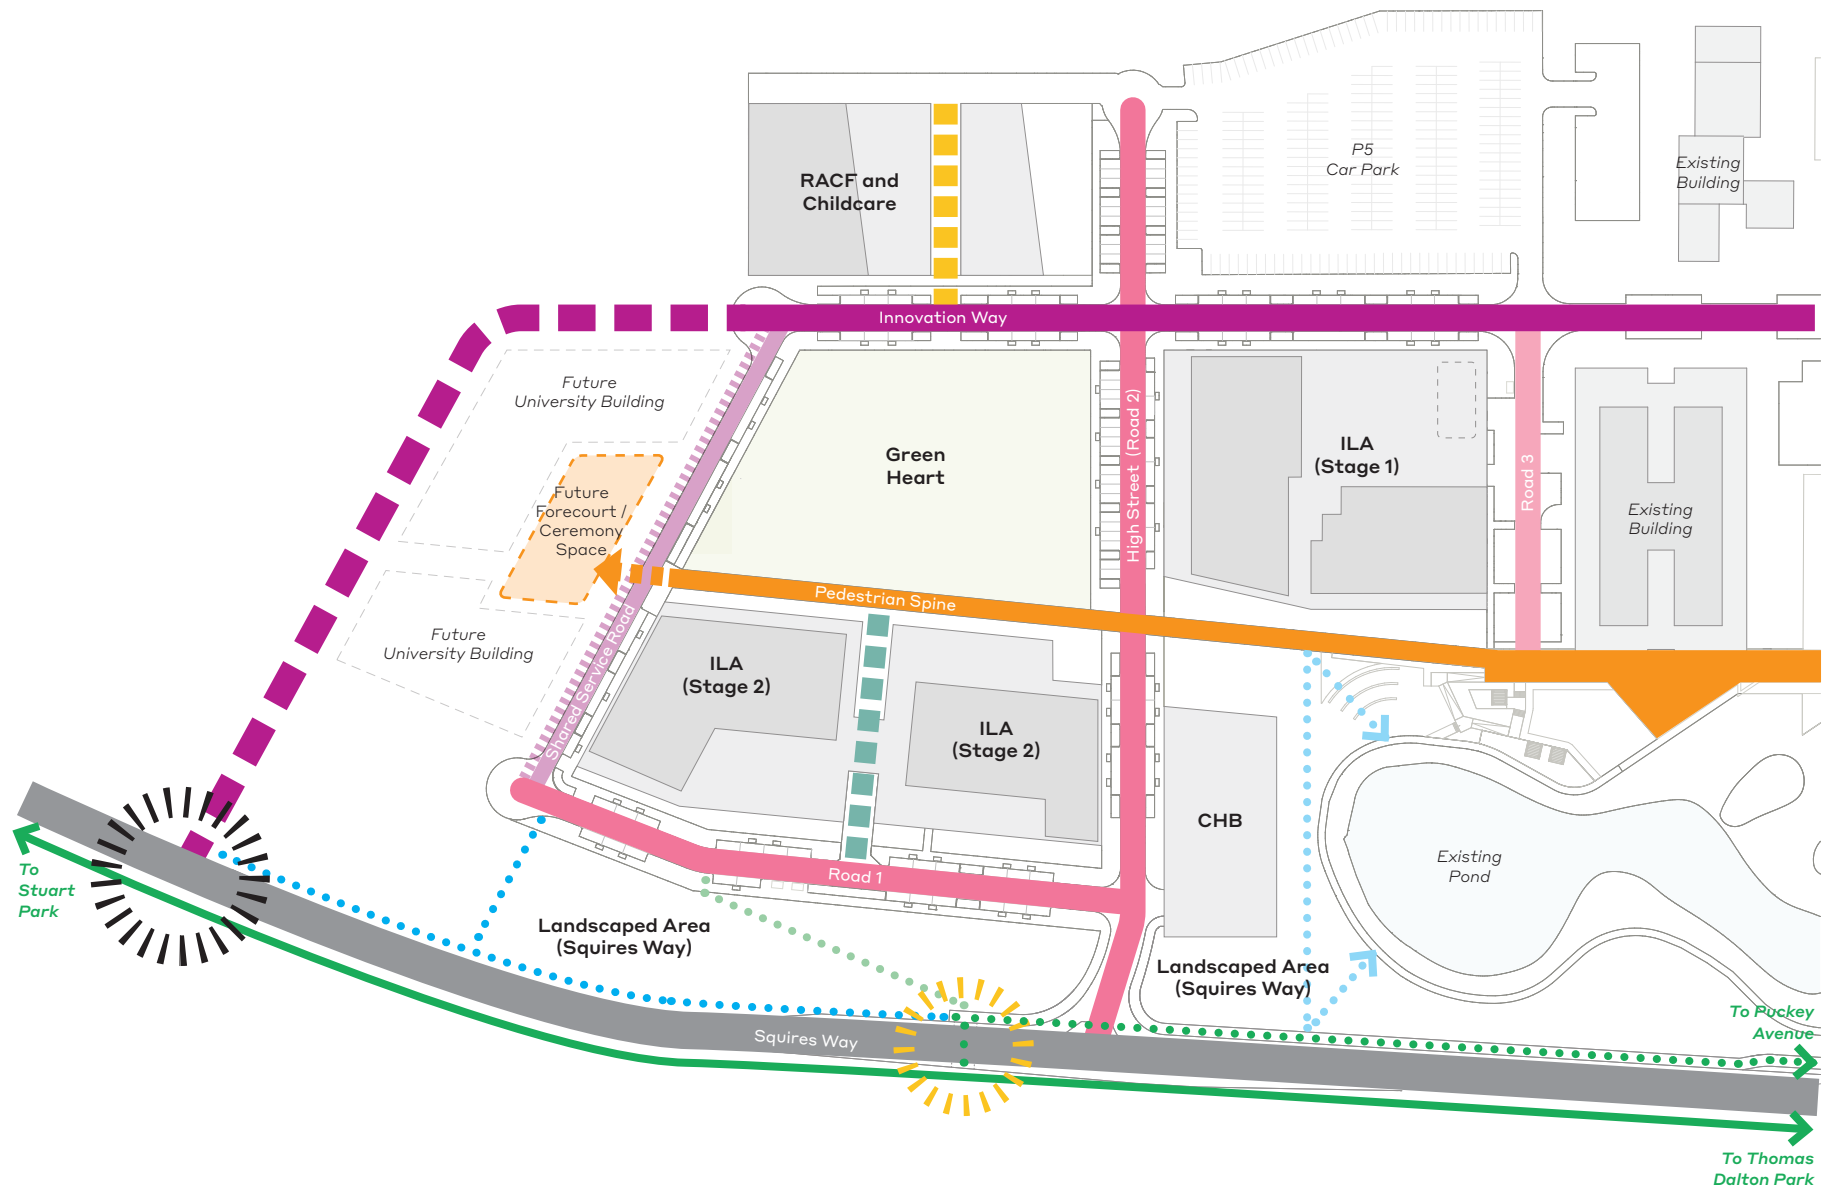 P5
Car Park
Existing
Building
RACF and
Childcare
Innovation Way
Future
University Building
Green
Heart
High Street (Road 2)
ILA
(Stage 1)
Road 3
Existing
Building
Future
Forecourt /
Ceremony
Space
Pedestrian Spine
Future
University Building
Shared Service Road
ILA
(Stage 2)
ILA
(Stage 2)
CHB
Existing
Pond
To
Stuart
Park
Road 1
Landscaped Area
(Squires Way)
Landscaped Area
(Squires Way)
Squires Way
To Puckey
Avenue
To Thomas
Dalton Park